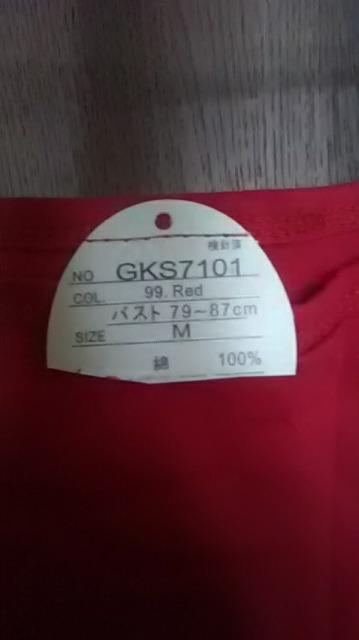 検針済
NO GKS7101
COL. 99. Red
バスト 79~87cm
SIZE M
綿 100%